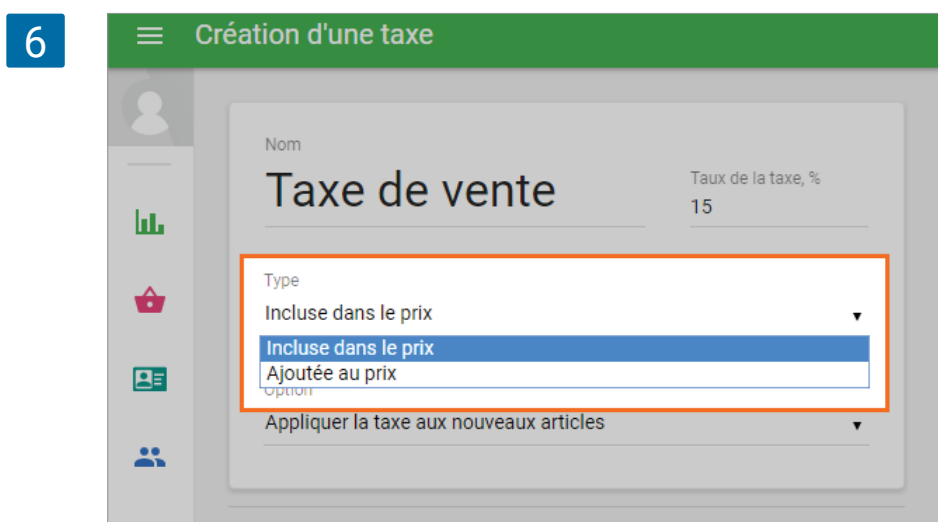 6
Création d'une taxe
Nom
Taxe de vente
Taux de la taxe, %
15
Type
Incluse dans le prix
Incluse dans le prix
Ajoutée au prix
Option
Appliquer la taxe aux nouveaux articles